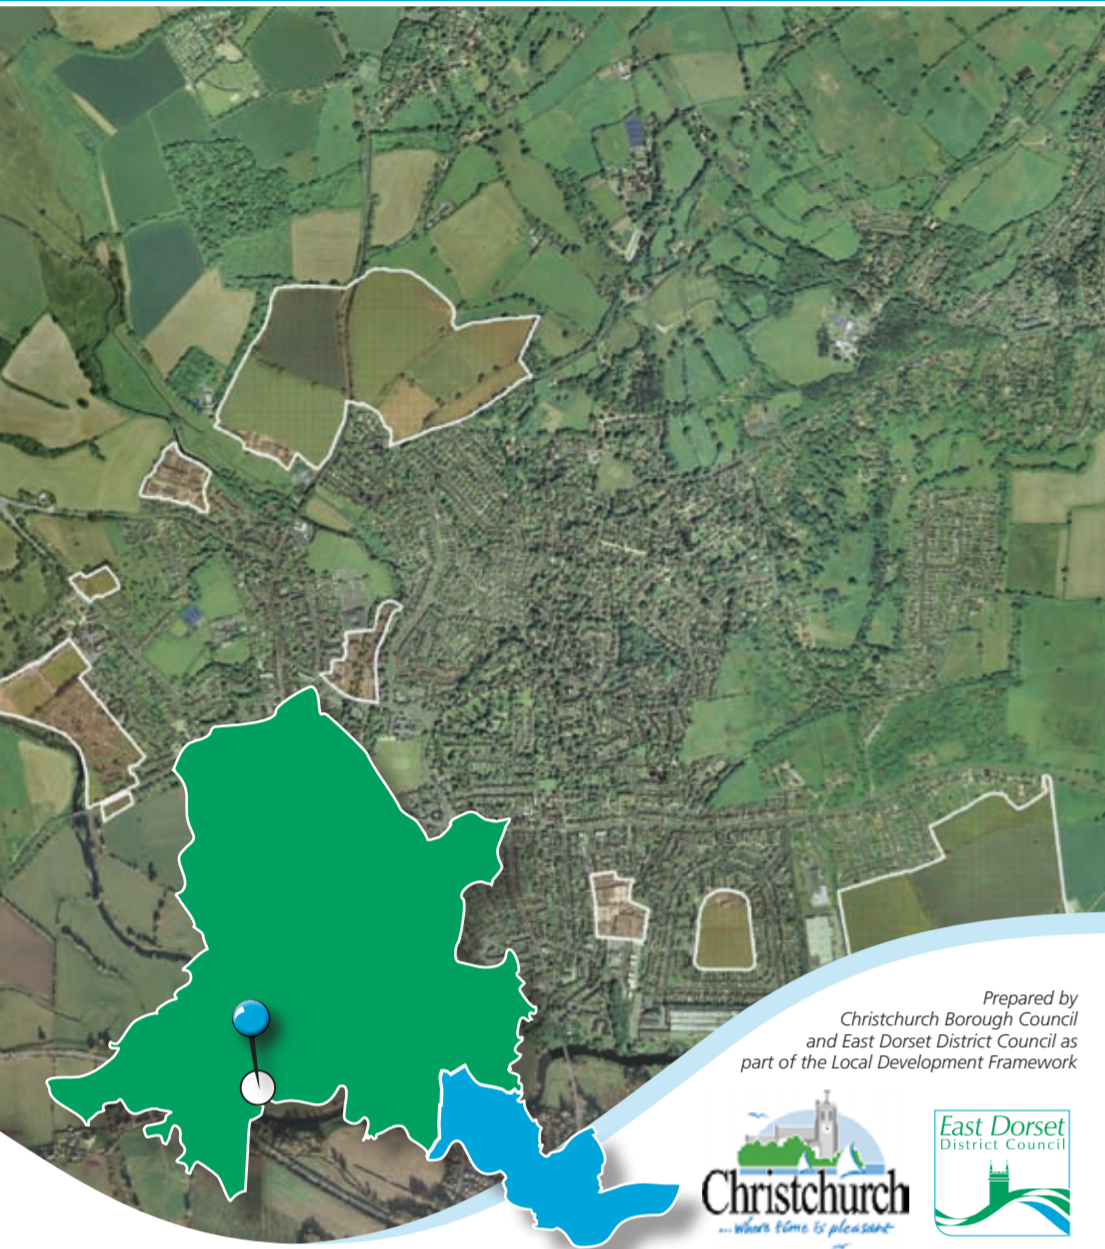 Prepared by
Christchurch Borough Council
and East Dorset District Council as
part of the Local Development Framework
Christchurch
...where time is pleasant
East Dorset
District Council